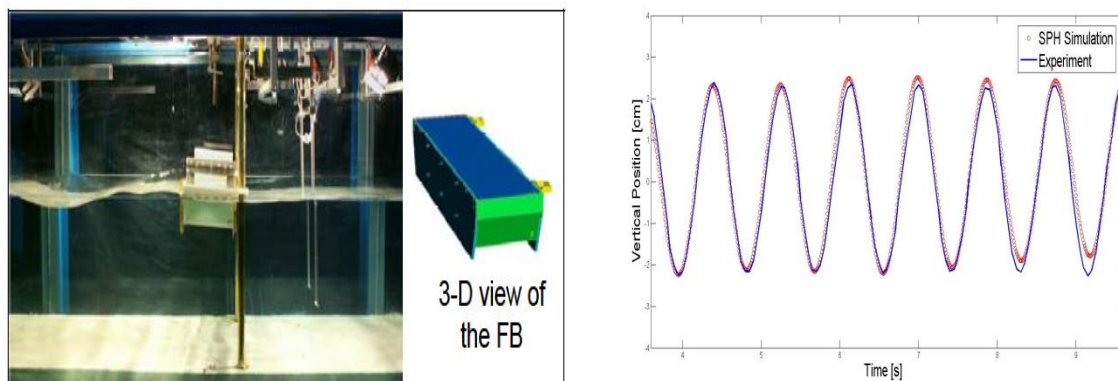 3-D view of
the FB
SPH Simulation
Experiment
Vertical Position [cm]
4
3
2
1
0
-1
-2
-3
-4
4
5
6
7
8
9
Time [s]